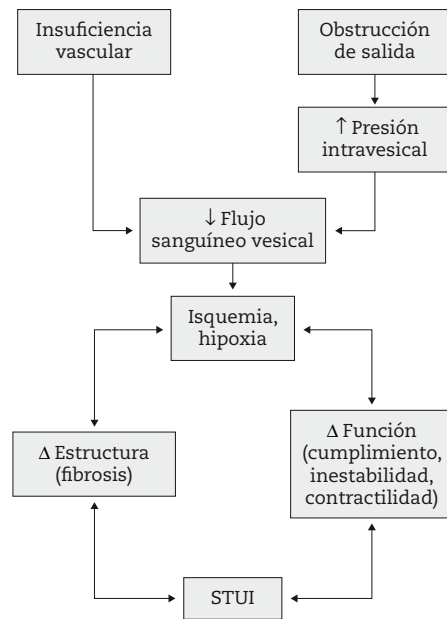 Insuficiencia
vascular
Obstrucción
de salida
↑ Presión
intravesical
↓ Flujo
sanguíneo vesical
Isquemia,
hipoxia
Δ Estructura
(fibrosis)
Δ Función
(cumplimiento,
inestabilidad,
contractilidad)
STUI